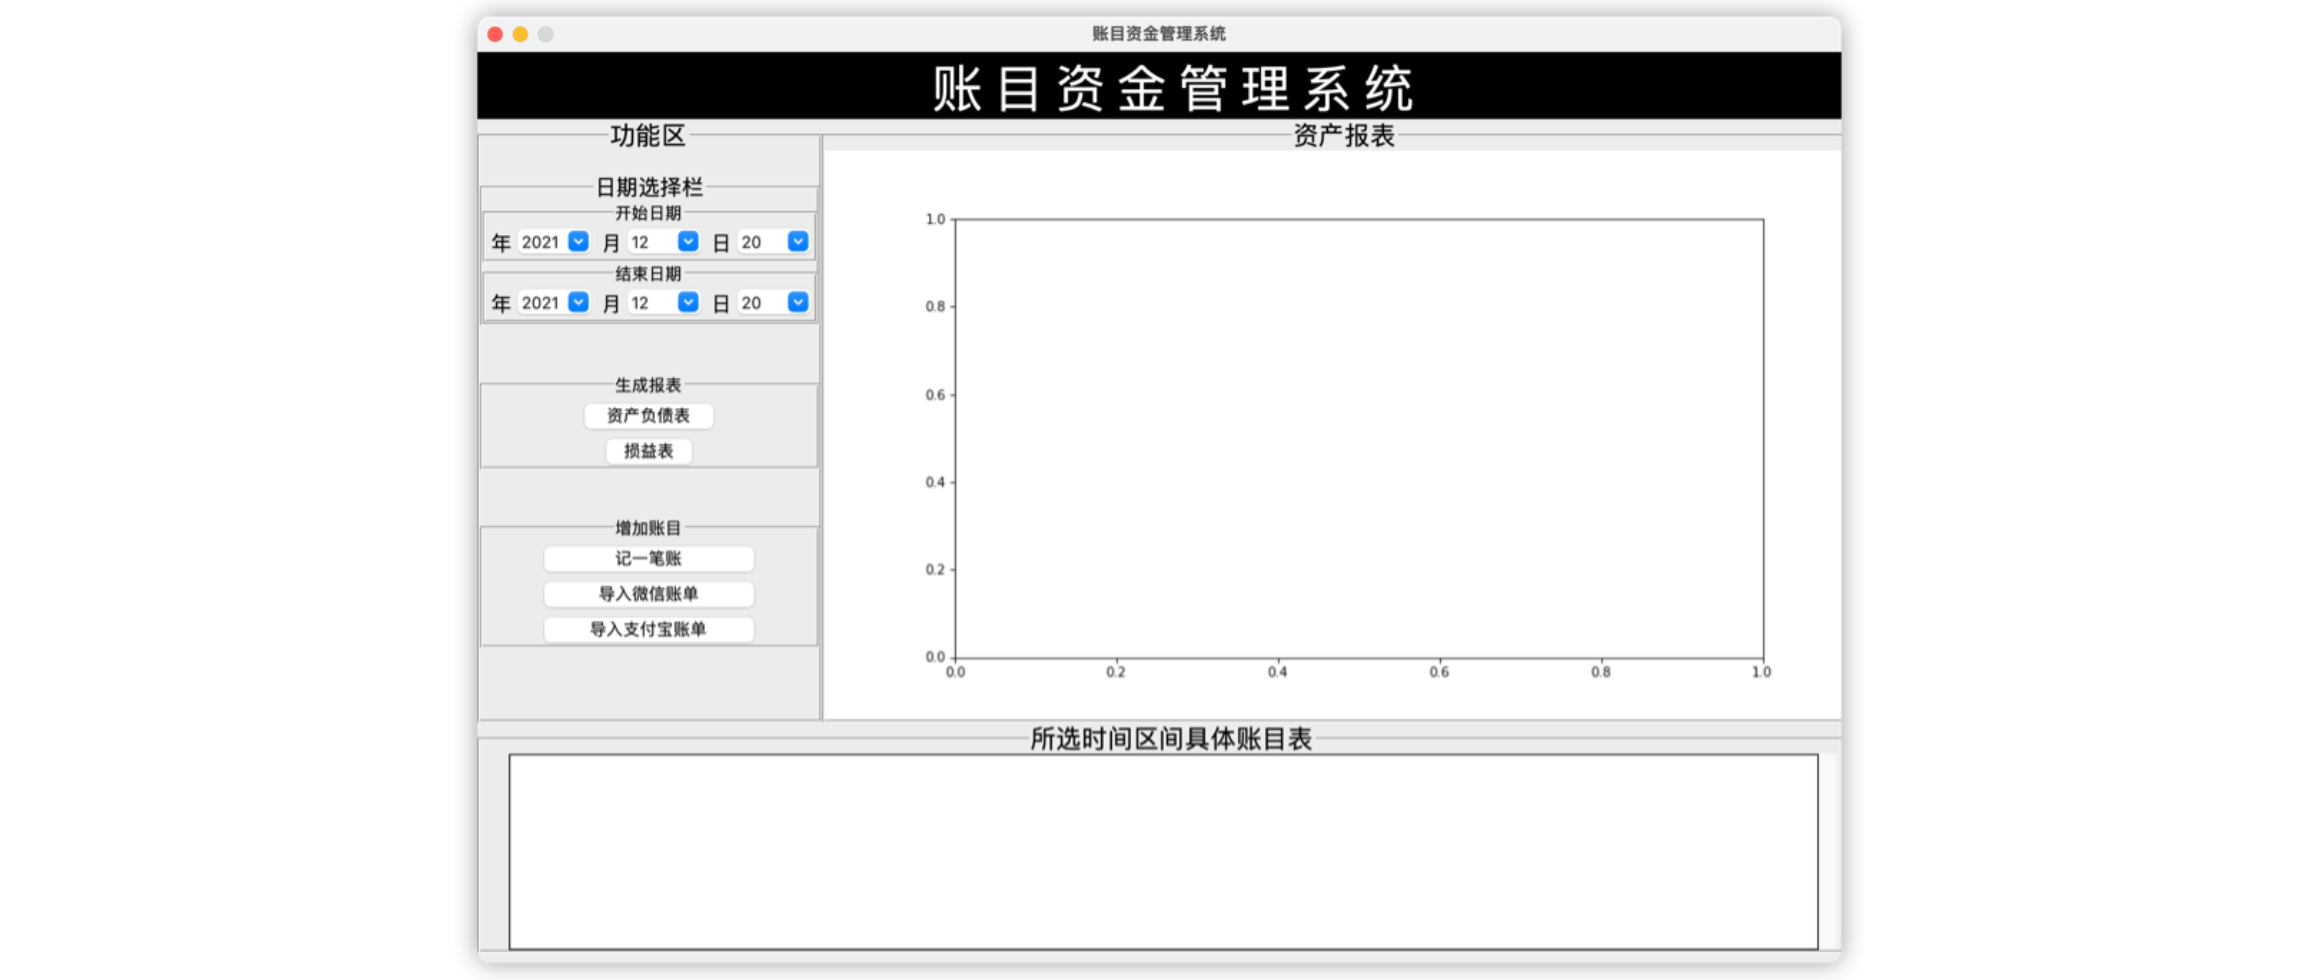 账目资金管理系统
账目资金管理系统
功能区
日期选择栏
开始日期
年 2021 月 12 日 20
结束日期
年 2021 月 12 日 20
生成报表
资产负债表
损益表
增加账目
记一笔账
导入微信账单
导入支付宝账单
资产报表
1.0
0.8
0.6
0.4
0.2
0.0
0.0 0.2 0.4 0.6 0.8 1.0
所选时间区间具体账目表